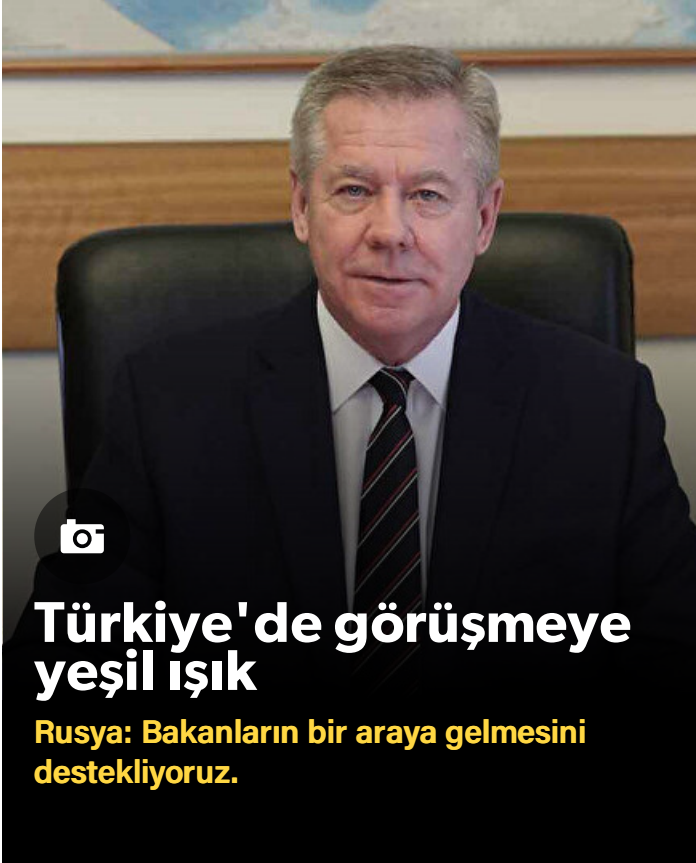 Türkiye'de görüşmeye
yeşil ışık
Rusya: Bakanların bir araya gelmesini
destekliyoruz.